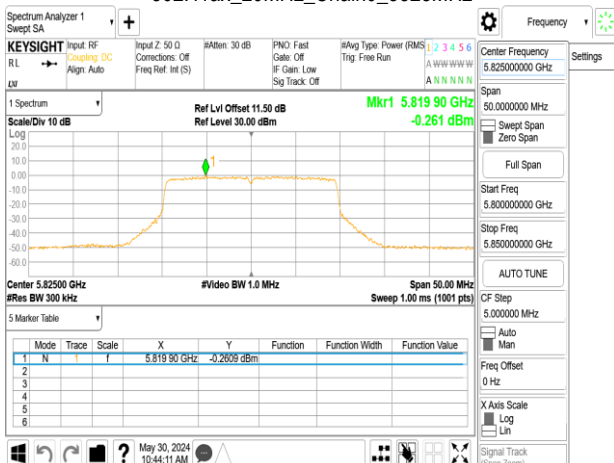 Spectrum Analyzer 1
Swept SA
Frequency
Settings
KEYSIGHT
RL
Input: RF
Coupling: DC
Align: Auto
Input Z: 50 Ω
Corrections: Off
Freq Ref: Int (S)
#Atten: 30 dB
PNO: Fast
Gate: Off
IF Gain: Low
Sig Track: Off
#Avg Type: Power (RMS
Trig: Free Run
1 2 3 4 5 6
A W W W W W
A N N N N N
1 Spectrum
Scale/Div 10 dB
Ref Lvl Offset 11.50 dB
Ref Level 30.00 dBm
Mkr1 5.819 90 GHz
-0.261 dBm
Log
20.0
10.0
0.00
-10.0
-20.0
-30.0
-40.0
-50.0
-60.0
1
Center 5.82500 GHz
#Res BW 300 kHz
#Video BW 1.0 MHz
Span 50.00 MHz
Sweep 1.00 ms (1001 pts)
5 Marker Table
Mode Trace Scale X Y Function Function Width Function Value
1 N 1 f 5.819 90 GHz -0.2609 dBm
2
3
4
5
6
May 30, 2024
10:44:11 AM
Center Frequency
5.825000000 GHz
Span
50.0000000 MHz
Swept Span
Zero Span
Full Span
Start Freq
5.800000000 GHz
Stop Freq
5.850000000 GHz
AUTO TUNE
CF Step
5.000000 MHz
Auto
Man
Freq Offset
0 Hz
X Axis Scale
Log
Lin
Signal Track